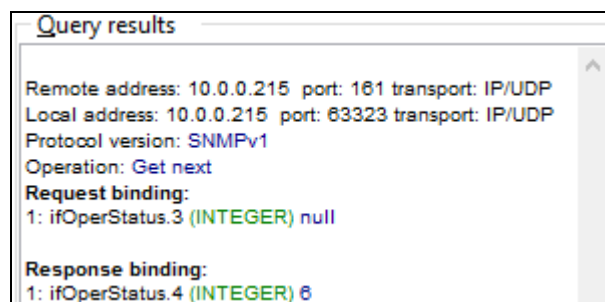 Query results
Remote address: 10.0.0.215 port: 161 transport: IP/UDP
Local address: 10.0.0.215 port: 63323 transport: IP/UDP
Protocol version: SNMPv1
Operation: Get next
Request binding:
1: ifOperStatus.3 (INTEGER) null
Response binding:
1: ifOperStatus.4 (INTEGER) 6